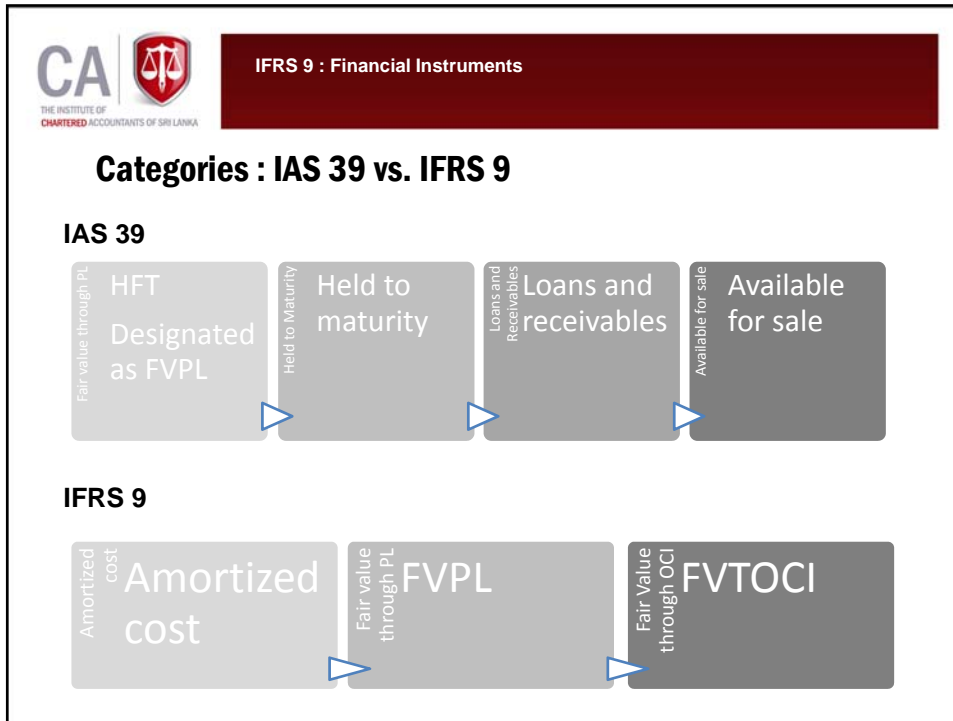 CA
THE INSTITUTE OF
CHARTERED ACCOUNTANTS OF SRI LANKA
IFRS 9 : Financial Instruments
Categories : IAS 39 vs. IFRS 9
IAS 39
Fair value through PL
HFT
Designated
as FVPL
Held to Maturity
Held to
maturity
Loans and
Receivables
Loans and
receivables
Available for sale
Available
for sale
IFRS 9
Amortized
cost
Amortized
cost
Fair value
through PL
FVPL
Fair Value
through OCI
FVTOCI